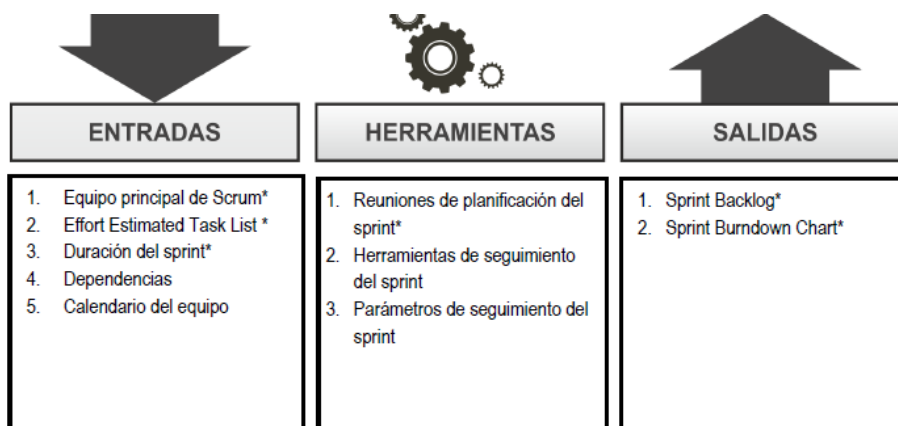 ENTRADAS
1. Equipo principal de Scrum*
2. Effort Estimated Task List *
3. Duración del sprint*
4. Dependencias
5. Calendario del equipo
HERRAMIENTAS
1. Reuniones de planificación del
sprint*
2. Herramientas de seguimiento
del sprint
3. Parámetros de seguimiento del
sprint
SALIDAS
1. Sprint Backlog*
2. Sprint Burndown Chart*